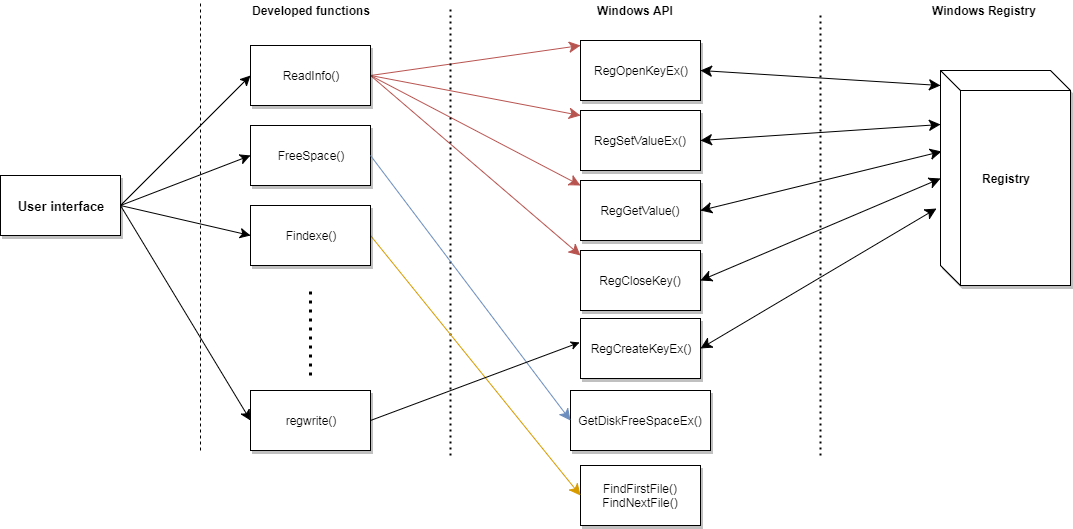 Developed functions
Windows API
Windows Registry
User interface
ReadInfo()
FreeSpace()
Findexe()
regwrite()
RegOpenKeyEx()
RegSetValueEx()
RegGetValue()
RegCloseKey()
RegCreateKeyEx()
GetDiskFreeSpaceEx()
FindFirstFile()
FindNextFile()
Registry